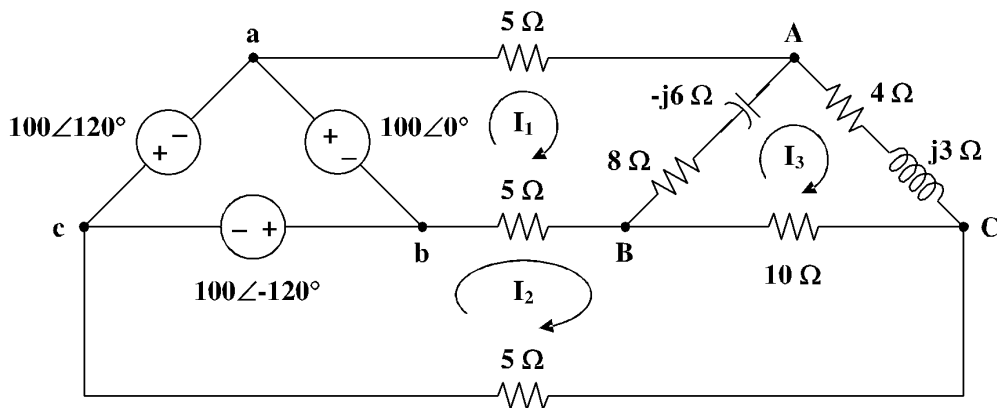 5 Ω
a
A
100∠120°
−
+
+
−
100∠0°
I₁
-j6 Ω
4 Ω
8 Ω
I₃
j3 Ω
5 Ω
c
− +
b
B
C
100∠-120°
10 Ω
I₂
5 Ω